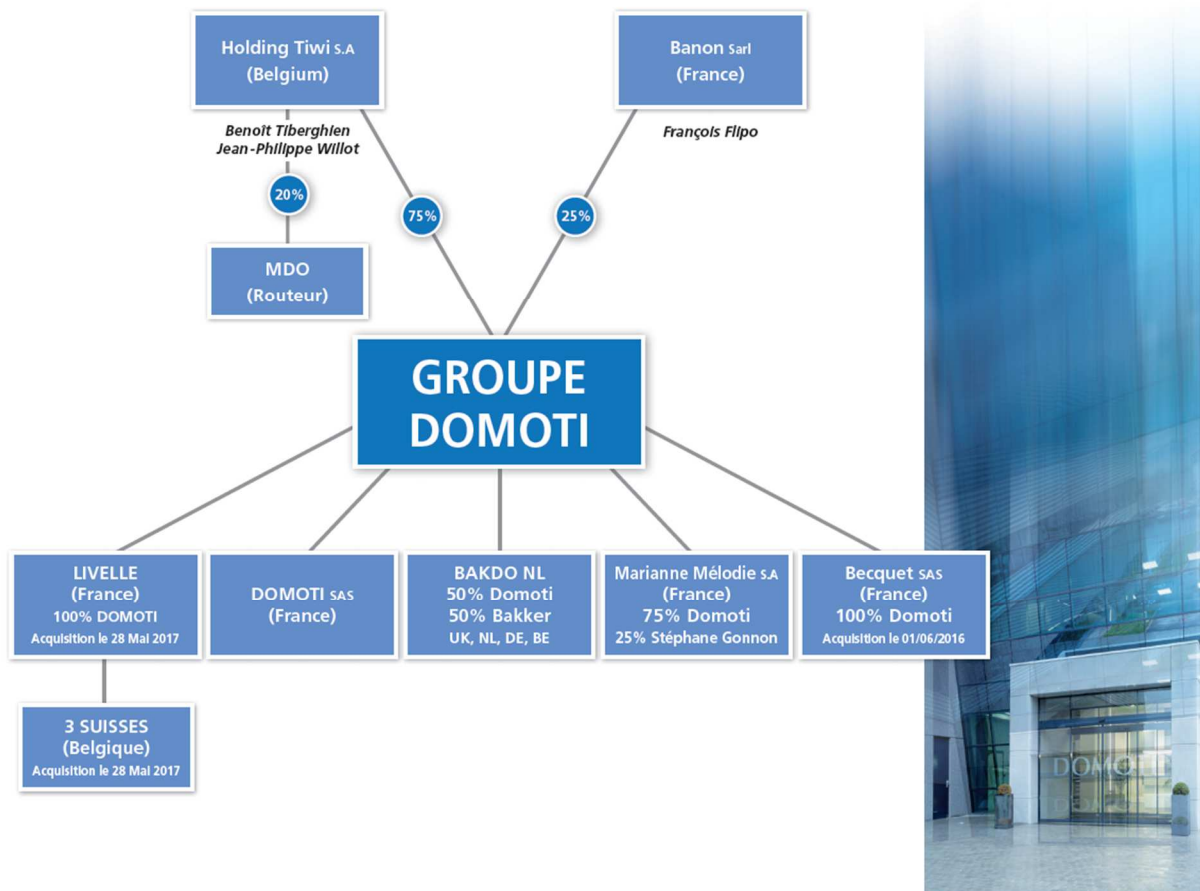 Holding Tiwi S.A
(Belgium)
Banon Sarl
(France)
Benoît Tiberghien
Jean-Philippe Willot
François Flipo
20%
75%
25%
MDO
(Routeur)
GROUPE
DOMOTI
LIVELLE
(France)
100% DOMOTI
Acquisition le 28 Mai 2017
DOMOTI SAS
(France)
BAKDO NL
50% Domoti
50% Bakker
UK, NL, DE, BE
Marianne Mélodie S.A
(France)
75% Domoti
25% Stéphane Gonnon
Becquet SAS
(France)
100% Domoti
Acquisition le 01/06/2016
3 SUISSES
(Belgique)
Acquisition le 28 Mai 2017
DOMOTI